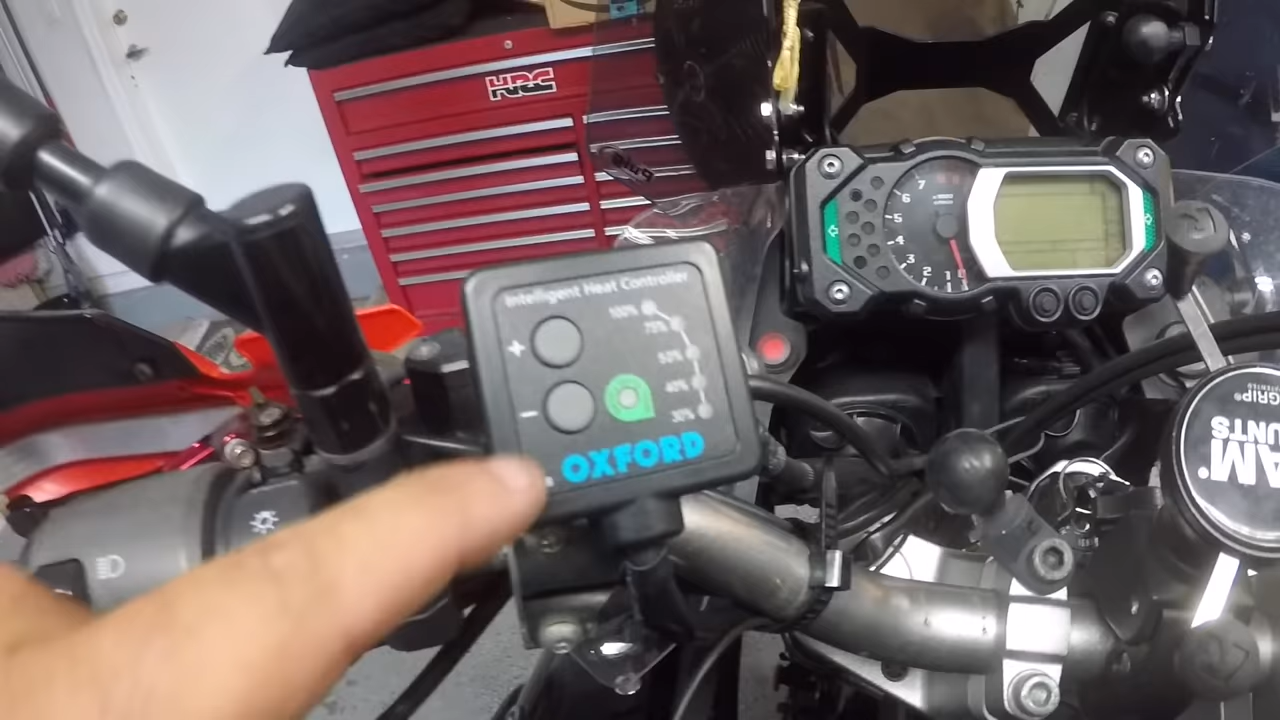 HRC
7
6
5
4
3
2
1
Intelligent Heat Controller
100%
75%
50%
40%
30%
+
-
OXFORD
GRIP®
UNTS
AM®